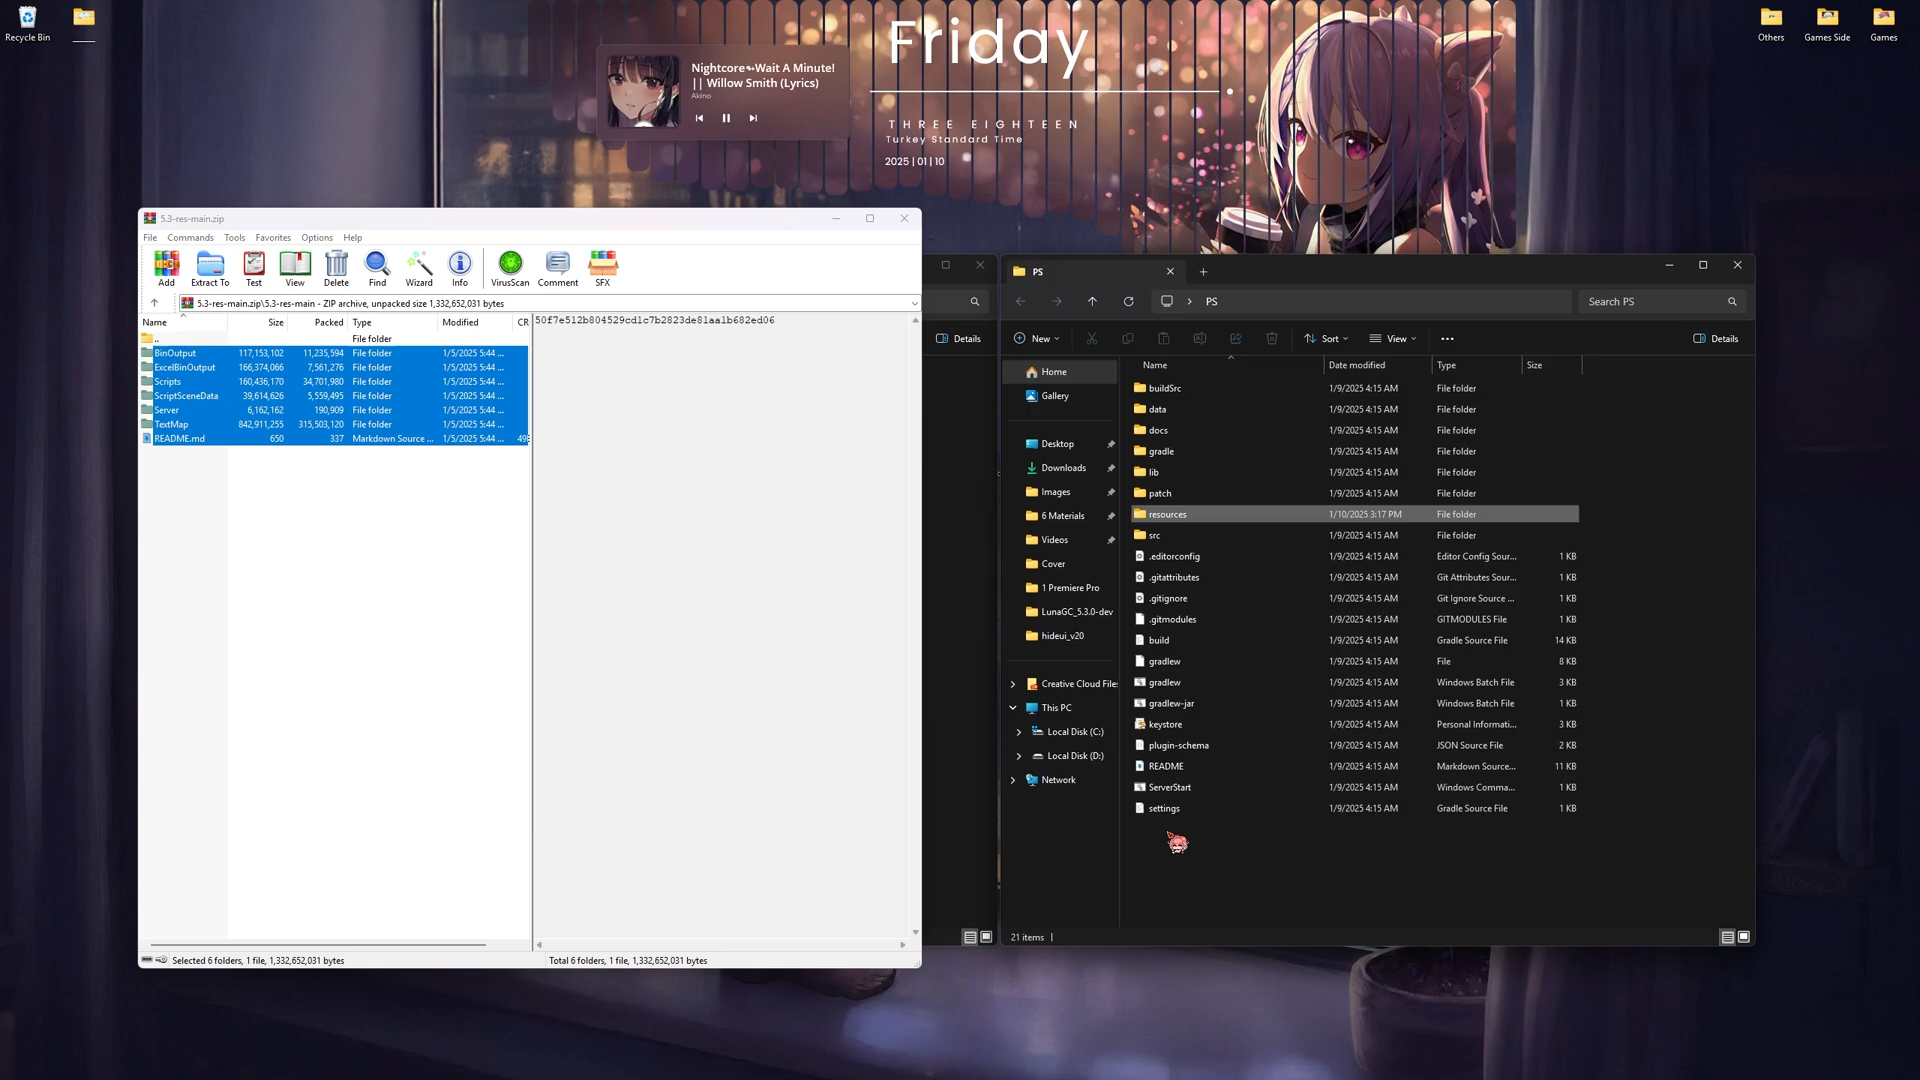 Recycle Bin
Others
Games Side
Games
Friday
Nightcore↬Wait A Minute!
|| Willow Smith (Lyrics)
Akino
THREE EIGHTEEN
Turkey Standard Time
2025 | 01 | 10
5.3-res-main.zip
File Commands Tools Favorites Options Help
Add Extract To Test View Delete Find Wizard Info VirusScan Comment SFX
5.3-res-main.zip\5.3-res-main - ZIP archive, unpacked size 1,332,652,031 bytes
Name Size Packed Type Modified CR
.. File folder
BinOutput 117,153,102 11,235,594 File folder 1/5/2025 5:44 ...
ExcelBinOutput 166,374,066 7,561,276 File folder 1/5/2025 5:44 ...
Scripts 160,436,170 34,701,980 File folder 1/5/2025 5:44 ...
ScriptSceneData 39,614,626 5,559,495 File folder 1/5/2025 5:44 ...
Server 6,162,162 190,909 File folder 1/5/2025 5:44 ...
TextMap 842,911,255 315,503,120 File folder 1/5/2025 5:44 ...
README.md 650 337 Markdown Source ... 1/5/2025 5:44 ...
50f7e512b804529cd1c7b2823de81aa1b682ed06
Selected 6 folders, 1 file, 1,332,652,031 bytes
Total 6 folders, 1 file, 1,332,652,031 bytes
Details
PS
PS
Search PS
New Sort View ... Details
Home
Gallery
Desktop
Downloads
Images
6 Materials
Videos
Cover
1 Premiere Pro
LunaGC_5.3.0-dev
hideui_v20
Creative Cloud Files
This PC
Local Disk (C:)
Local Disk (D:)
Network
Name Date modified Type Size
buildSrc 1/9/2025 4:15 AM File folder
data 1/9/2025 4:15 AM File folder
docs 1/9/2025 4:15 AM File folder
gradle 1/9/2025 4:15 AM File folder
lib 1/9/2025 4:15 AM File folder
patch 1/9/2025 4:15 AM File folder
resources 1/10/2025 3:17 PM File folder
src 1/9/2025 4:15 AM File folder
.editorconfig 1/9/2025 4:15 AM Editor Config Sour... 1 KB
.gitattributes 1/9/2025 4:15 AM Git Attributes Sour... 1 KB
.gitignore 1/9/2025 4:15 AM Git Ignore Source ... 1 KB
.gitmodules 1/9/2025 4:15 AM GITMODULES File 1 KB
build 1/9/2025 4:15 AM Gradle Source File 14 KB
gradlew 1/9/2025 4:15 AM File 8 KB
gradlew 1/9/2025 4:15 AM Windows Batch File 3 KB
gradlew-jar 1/9/2025 4:15 AM Windows Batch File 1 KB
keystore 1/9/2025 4:15 AM Personal Informati... 3 KB
plugin-schema 1/9/2025 4:15 AM JSON Source File 2 KB
README 1/9/2025 4:15 AM Markdown Source... 11 KB
ServerStart 1/9/2025 4:15 AM Windows Comma... 1 KB
settings 1/9/2025 4:15 AM Gradle Source File 1 KB
21 items